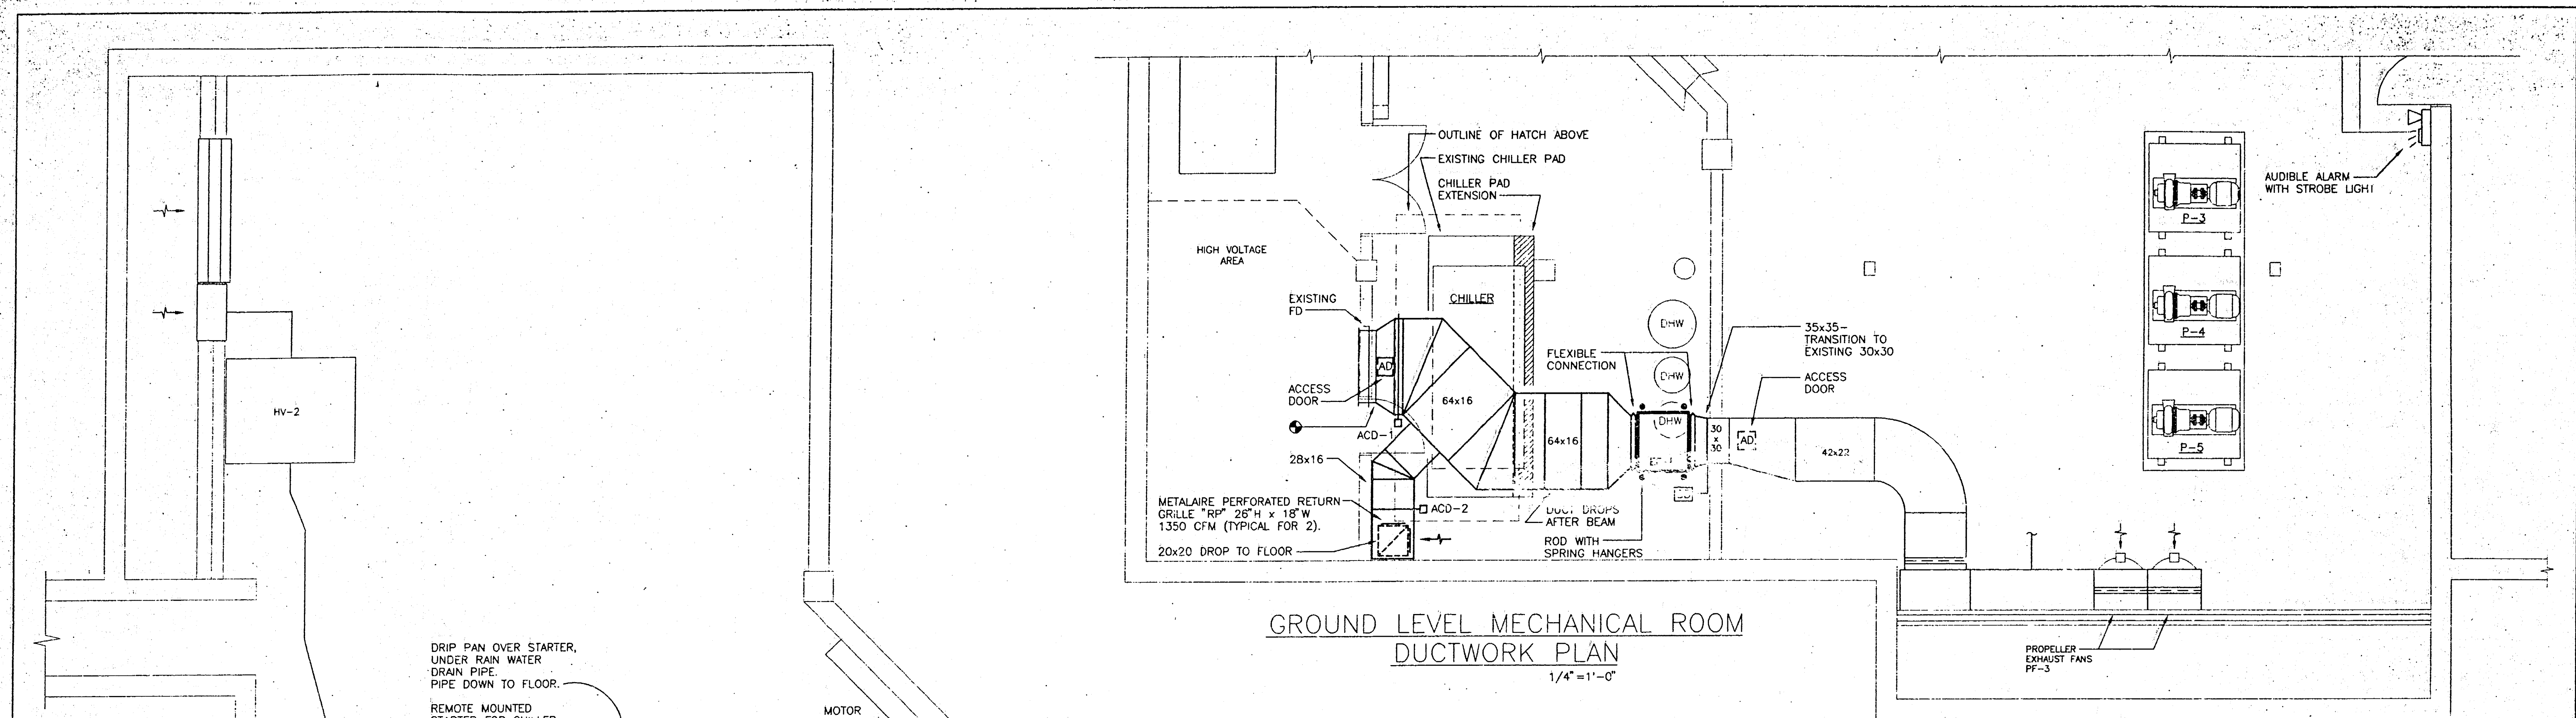 OUTLINE OF HATCH ABOVE
EXISTING CHILLER PAD
CHILLER PAD
EXTENSION
HIGH VOLTAGE
AREA
EXISTING
FD
CHILLER
AD
ACCESS
DOOR
ACD-1
64x16
64x16
28x16
METALAIRE PERFORATED RETURN
GRILLE "RP" 26"H x 18"W
1350 CFM (TYPICAL FOR 2).
20x20 DROP TO FLOOR
ACD-2
DUCT DROPS
AFTER BEAM
ROD WITH
SPRING HANGERS
FLEXIBLE
CONNECTION
DHW
DHW
DHW
35x35-
TRANSITION TO
EXISTING 30x30
ACCESS
DOOR
30
x
30
AD
42x22
P-3
P-4
P-5
AUDIBLE ALARM
WITH STROBE LIGHT
PROPELLER
EXHAUST FANS
PF-3
GROUND LEVEL MECHANICAL ROOM
DUCTWORK PLAN
1/4"=1'-0"
HV-2
DRIP PAN OVER STARTER,
UNDER RAIN WATER
DRAIN PIPE.
PIPE DOWN TO FLOOR.
REMOTE MOUNTED
STARTER FOR CHILLER
MOTOR